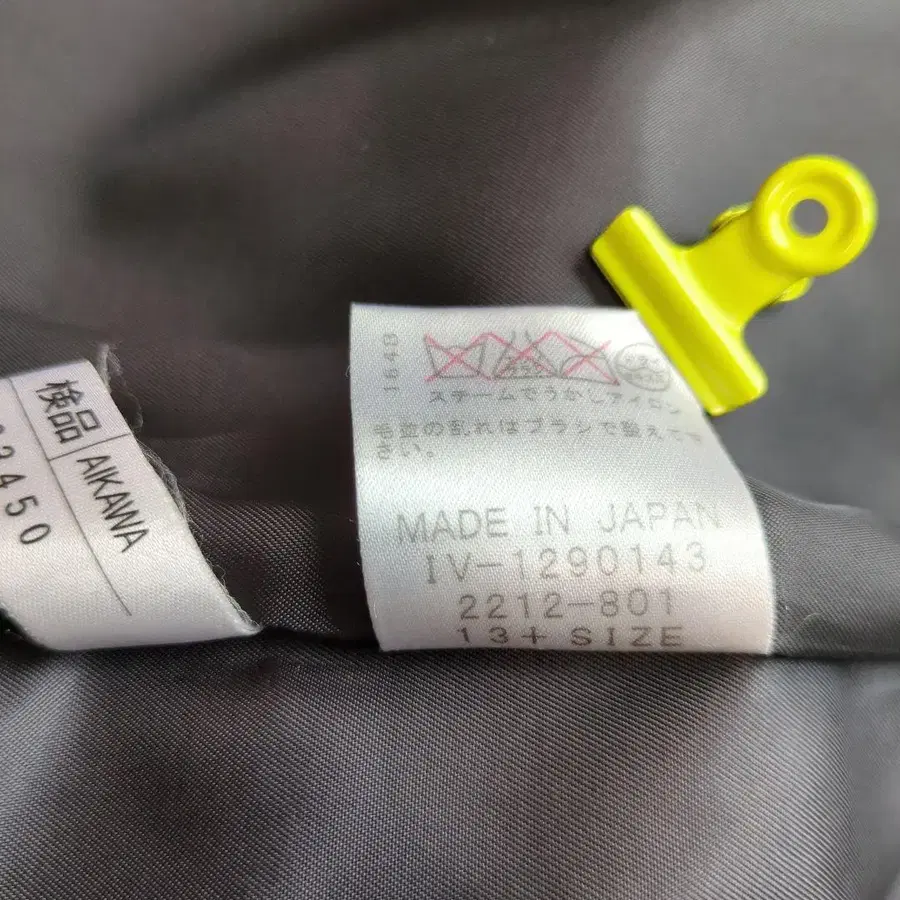 検品
AIKAWA
2450
1648
スチームでうかしアイロン
毛並の乱れはブラシで整えて下
さい。
MADE IN JAPAN
IV-1290143
2212-801
13+ SIZE